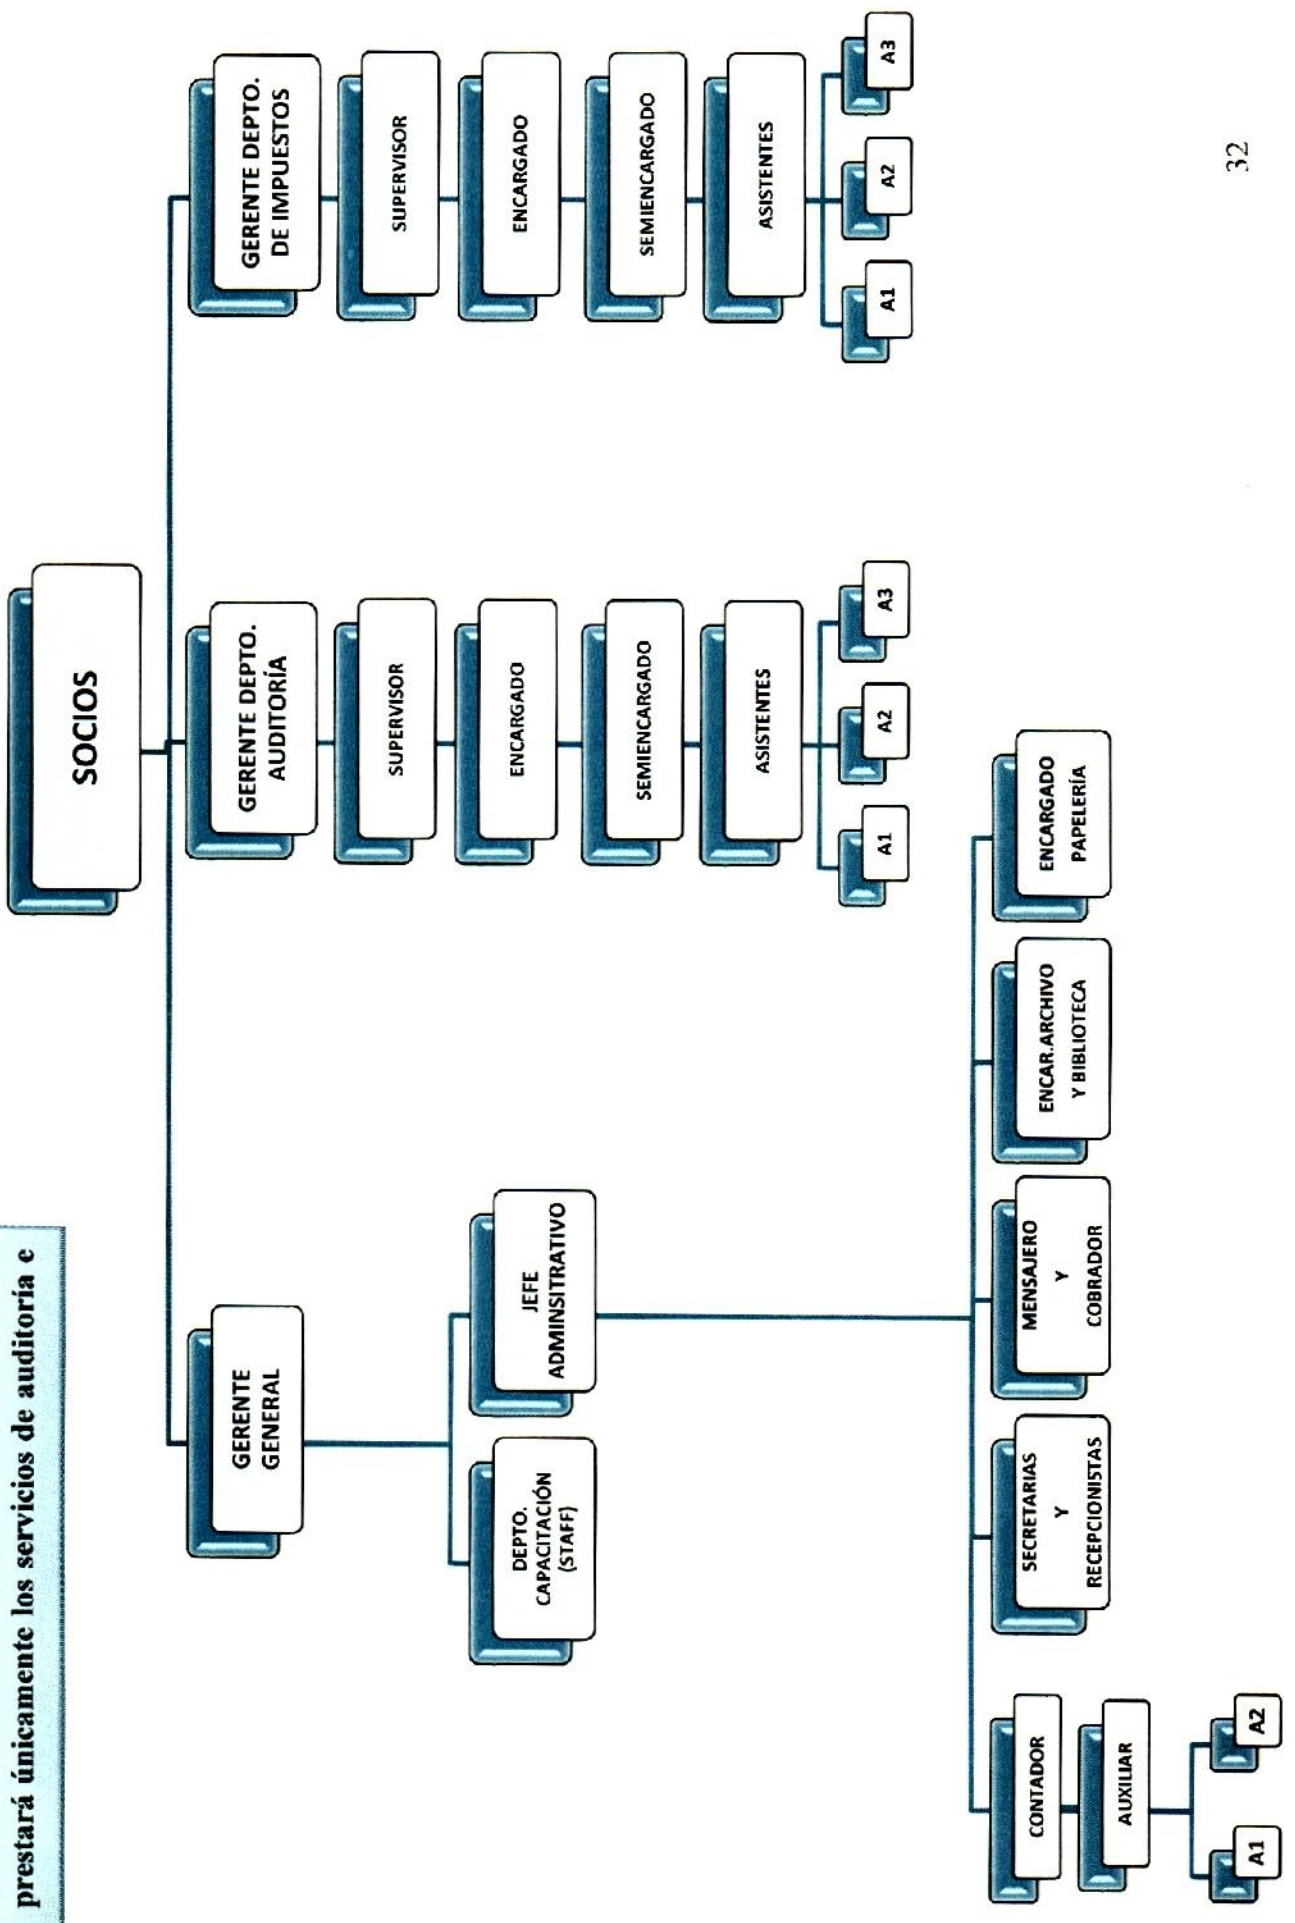 prestará únicamente los servicios de auditoría e
SOCIOS
GERENTE
GENERAL
GERENTE DEPTO.
AUDITORÍA
GERENTE DEPTO.
DE IMPUESTOS
SUPERVISOR
SUPERVISOR
DEPTO.
CAPACITACIÓN
(STAFF)
JEFE
ADMINSITRATIVO
ENCARGADO
ENCARGADO
SEMIENCARGADO
SEMIENCARGADO
ASISTENTES
ASISTENTES
A1
A2
A3
A1
A2
A3
CONTADOR
SECRETARIAS
Y
RECEPCIONISTAS
MENSAJERO
Y
COBRADOR
ENCAR.ARCHIVO
Y BIBLIOTECA
ENCARGADO
PAPELERÍA
AUXILIAR
A1
A2
32